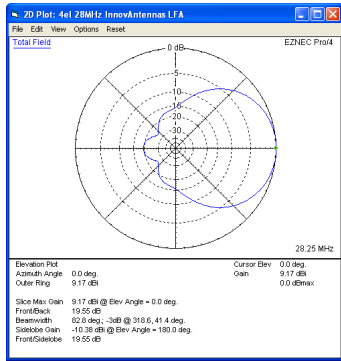 2D Plot: 4el 28MHz InnovAntennas LFA
File Edit View Options Reset
Total Field
EZNEC Pro/4
0 dB
-5
-10
-15
-20
-30
28.25 MHz
Elevation Plot
Azimuth Angle 0.0 deg.
Outer Ring 9.17 dBi
Cursor Elev 0.0 deg.
Gain 9.17 dBi
0.0 dBmax
Slice Max Gain 9.17 dBi @ Elev Angle = 0.0 deg.
Front/Back 19.55 dB
Beamwidth 82.8 deg.; -3dB @ 318.6, 41.4 deg.
Sidelobe Gain -10.38 dBi @ Elev Angle = 180.0 deg.
Front/Sidelobe 19.55 dB